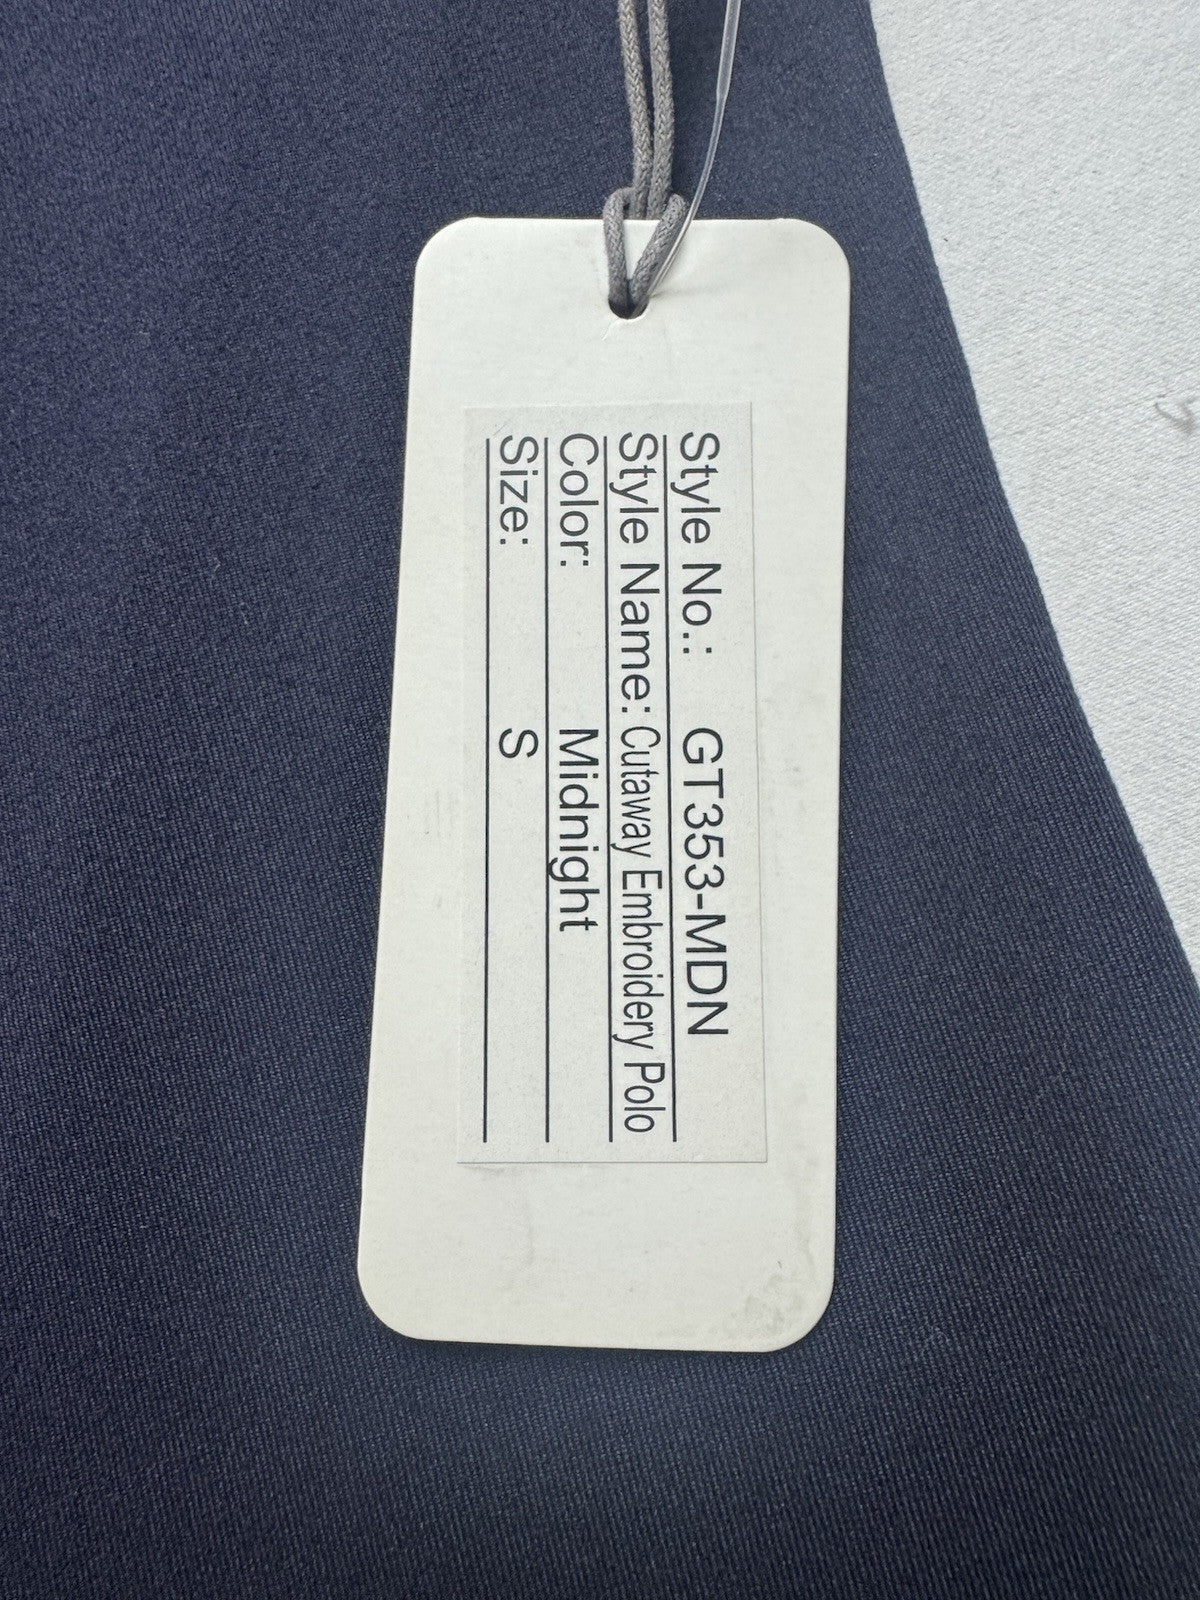 Style No.: GT353-MDN
Style Name: Cutaway Embroidery Polo
Color: Midnight
Size: S